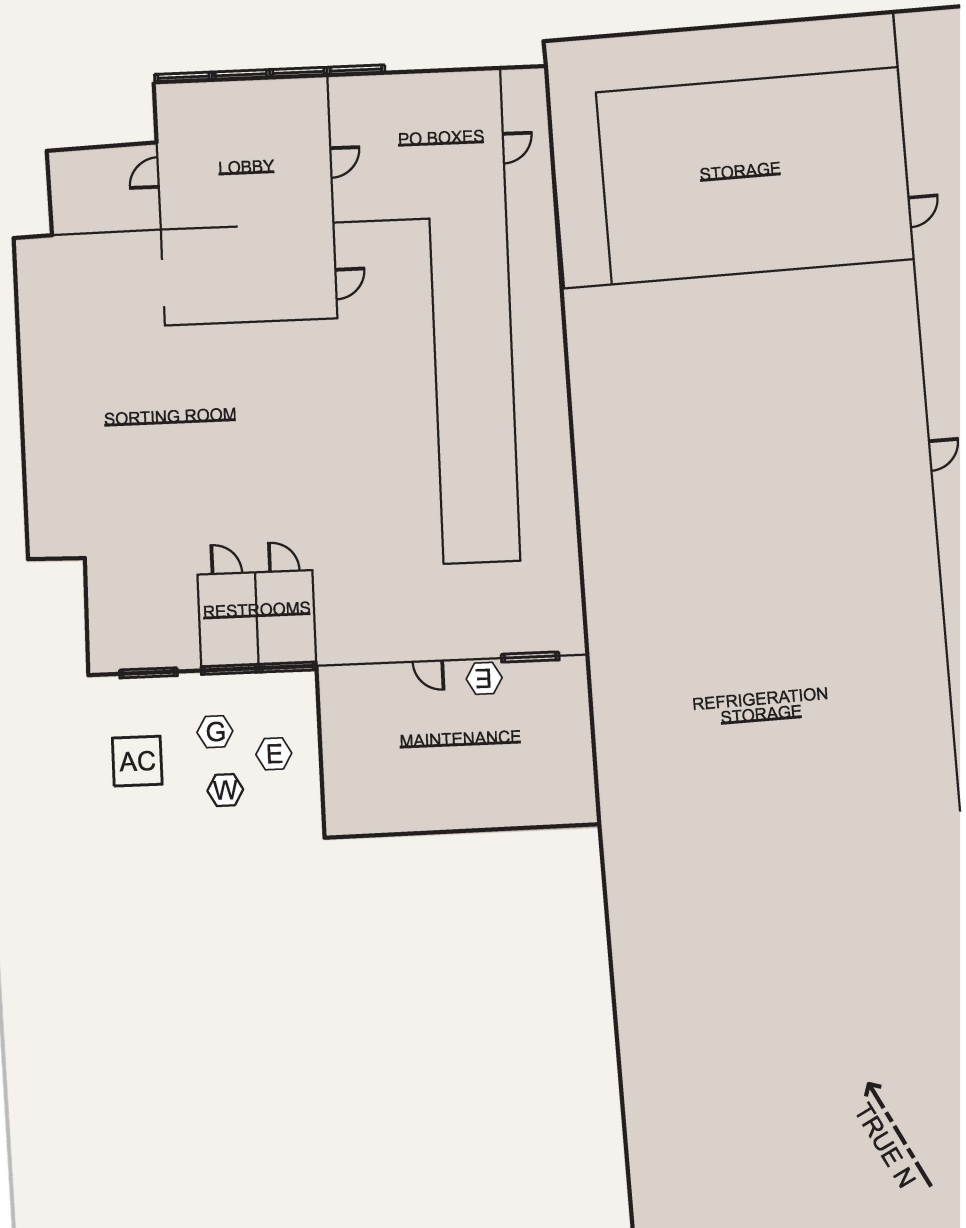 PO BOXES
LOBBY
STORAGE
SORTING ROOM
RESTROOMS
E
REFRIGERATION
STORAGE
G
MAINTENANCE
E
AC
W
TRUE N